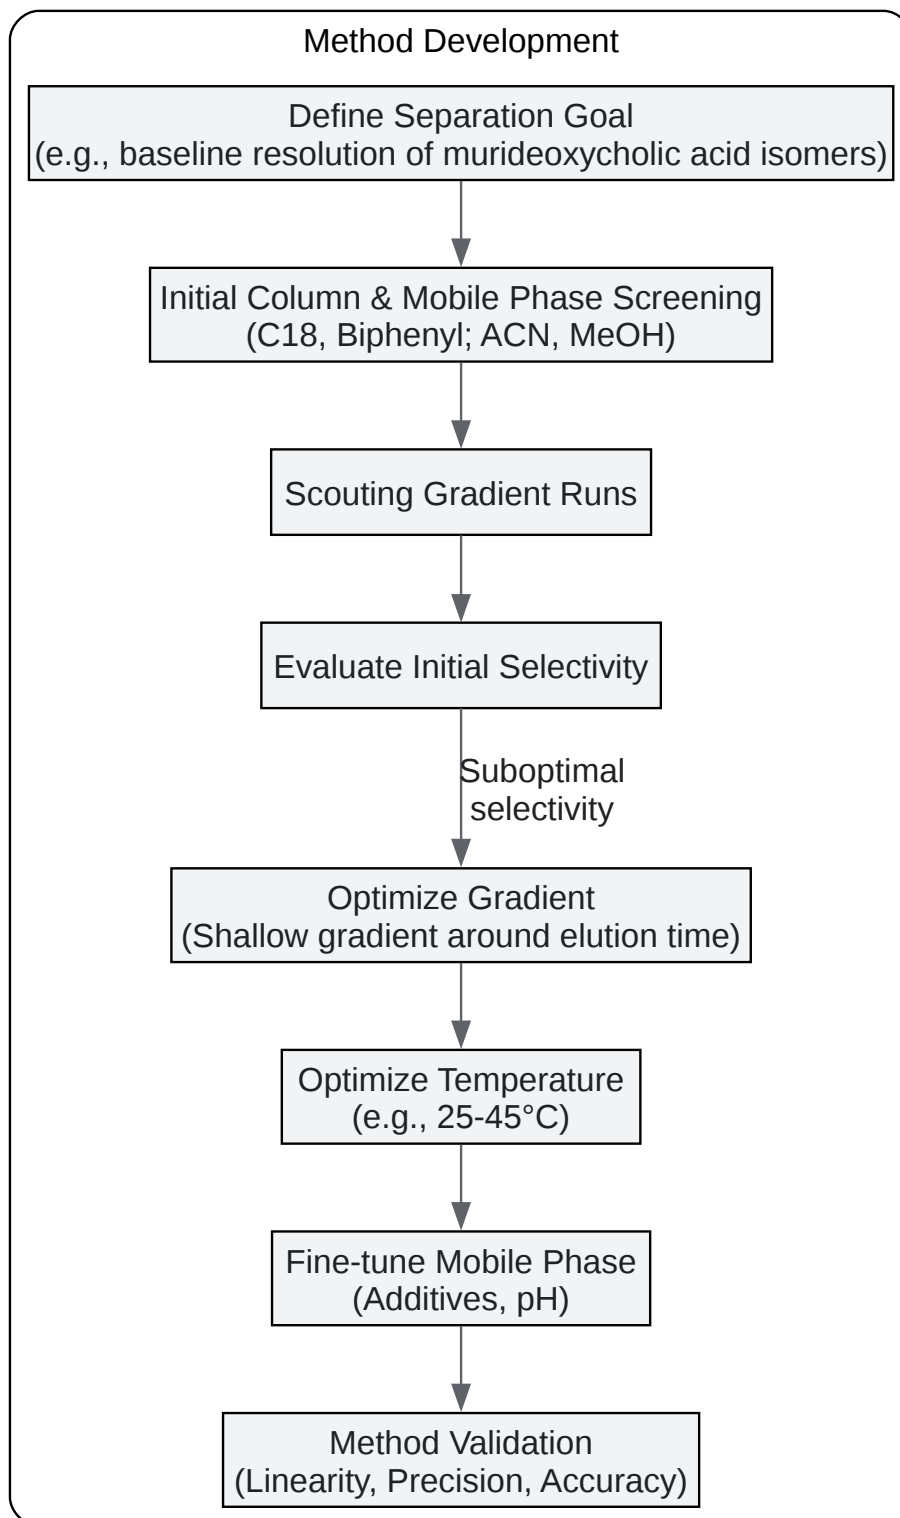 Method Development
Define Separation Goal
(e.g., baseline resolution of murideoxycholic acid isomers)
Initial Column & Mobile Phase Screening
(C18, Biphenyl; ACN, MeOH)
Scouting Gradient Runs
Evaluate Initial Selectivity
Suboptimal
selectivity
Optimize Gradient
(Shallow gradient around elution time)
Optimize Temperature
(e.g., 25-45°C)
Fine-tune Mobile Phase
(Additives, pH)
Method Validation
(Linearity, Precision, Accuracy)